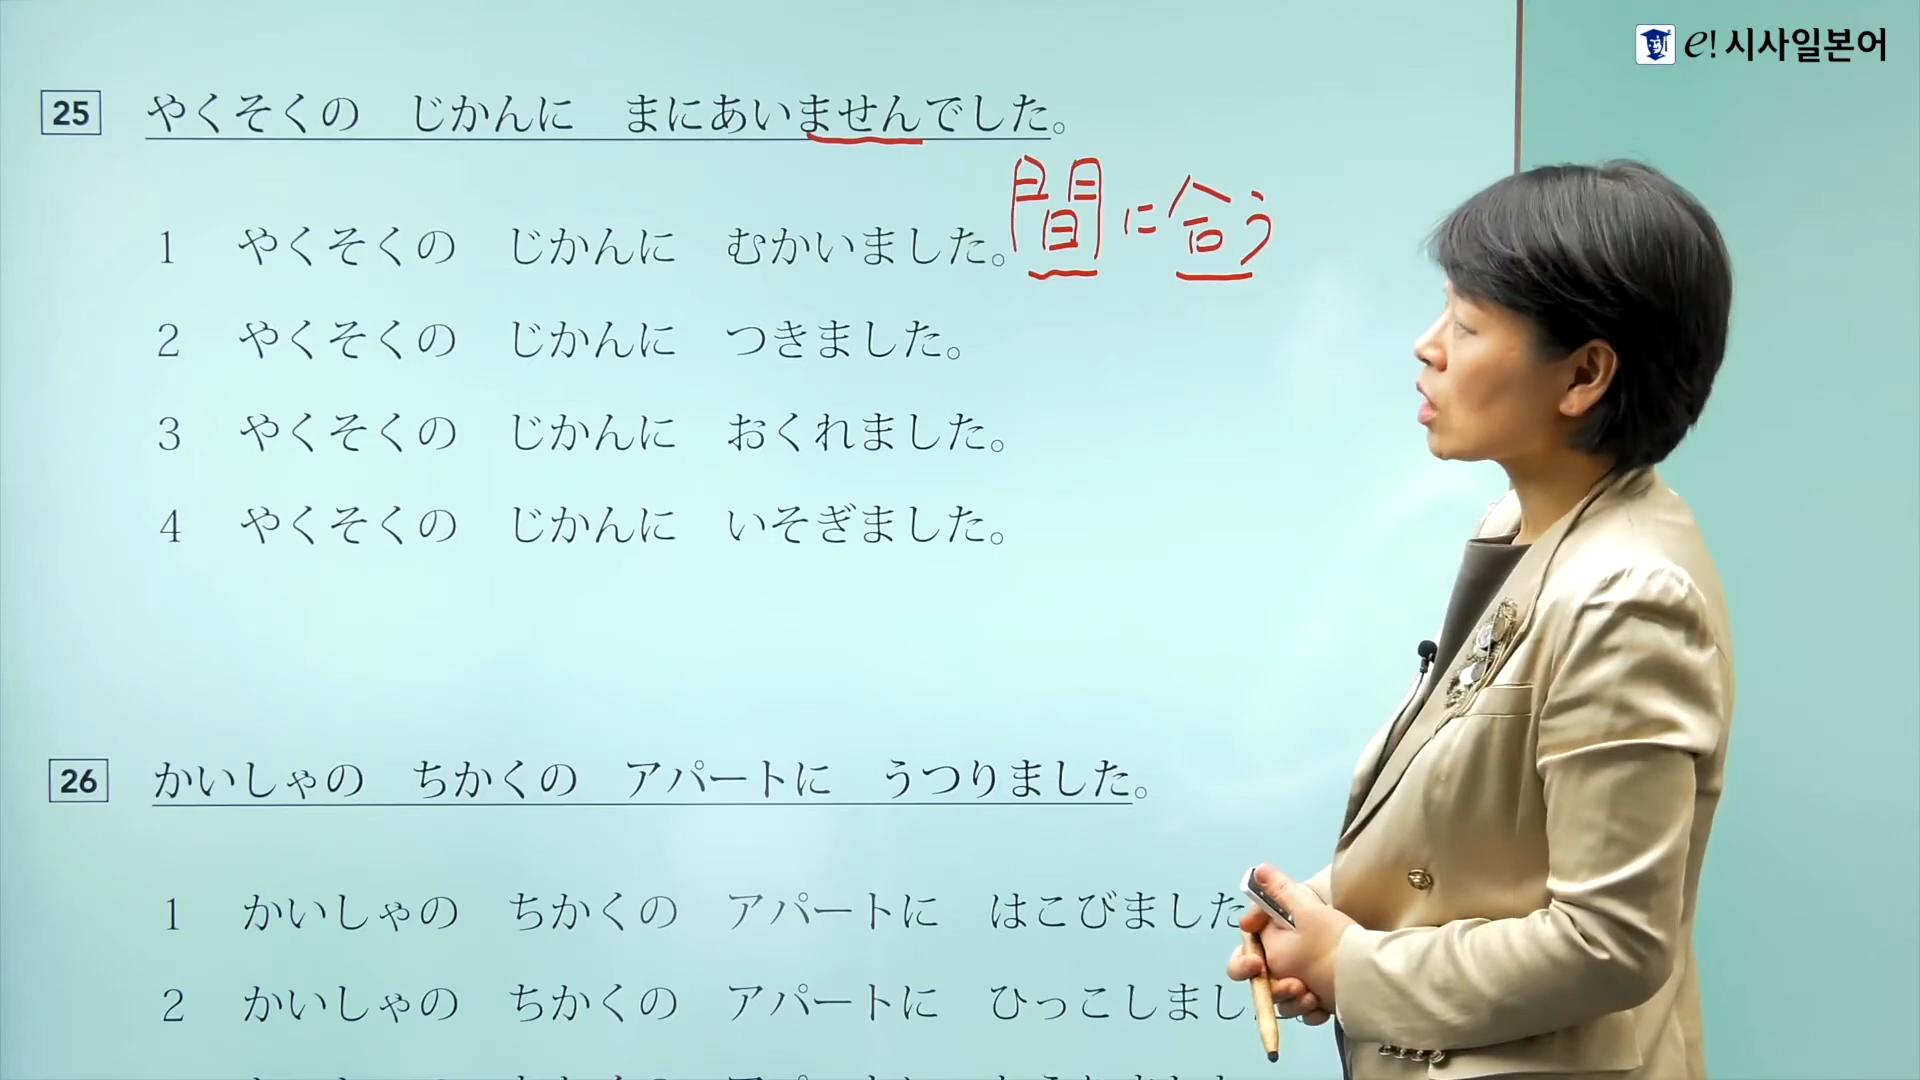 e! 시사일본어
25 やくそくの じかんに まにあいませんでした。
間に合う
1 やくそくの じかんに むかいました。
2 やくそくの じかんに つきました。
3 やくそくの じかんに おくれました。
4 やくそくの じかんに いそぎました。
26 かいしゃの ちかくの アパートに うつりました。
1 かいしゃの ちかくの アパートに はこびました
2 かいしゃの ちかくの アパートに ひっこしまし